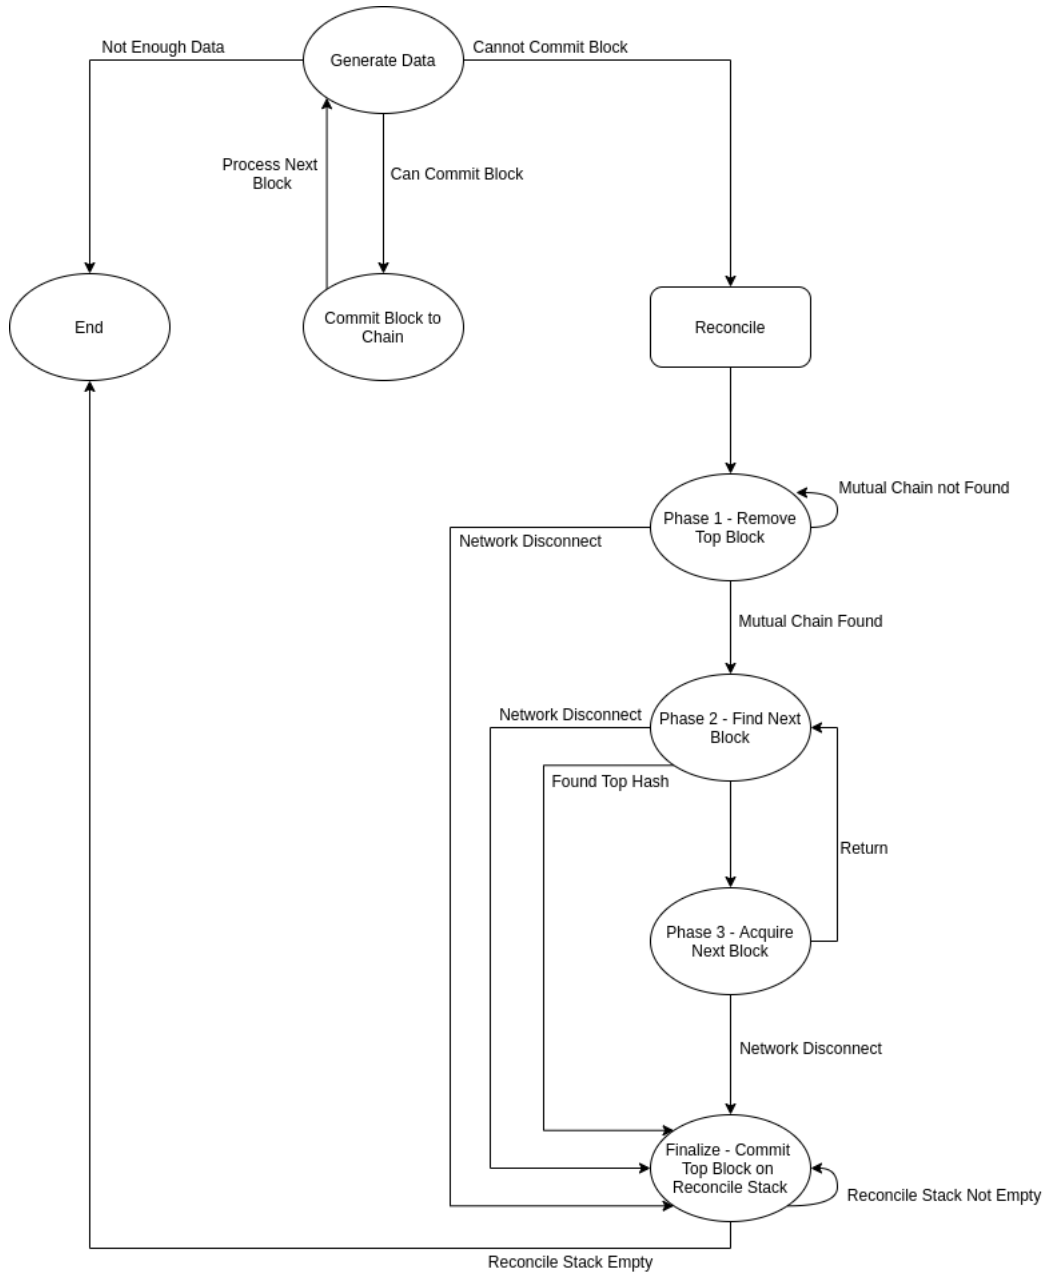 Not Enough Data
Generate Data
Cannot Commit Block
Process Next
Block
Can Commit Block
End
Commit Block to
Chain
Reconcile
Mutual Chain not Found
Phase 1 - Remove
Top Block
Network Disconnect
Mutual Chain Found
Network Disconnect
Phase 2 - Find Next
Block
Found Top Hash
Return
Phase 3 - Acquire
Next Block
Network Disconnect
Finalize - Commit
Top Block on
Reconcile Stack
Reconcile Stack Not Empty
Reconcile Stack Empty